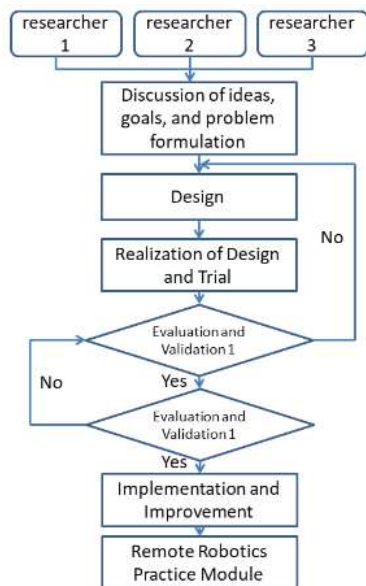 researcher
1
researcher
2
researcher
3
Discussion of ideas,
goals, and problem
formulation
Design
No
Realization of Design
and Trial
Evaluation and
Validation 1
No
Yes
Evaluation and
Validation 1
Yes
Implementation and
Improvement
Remote Robotics
Practice Module